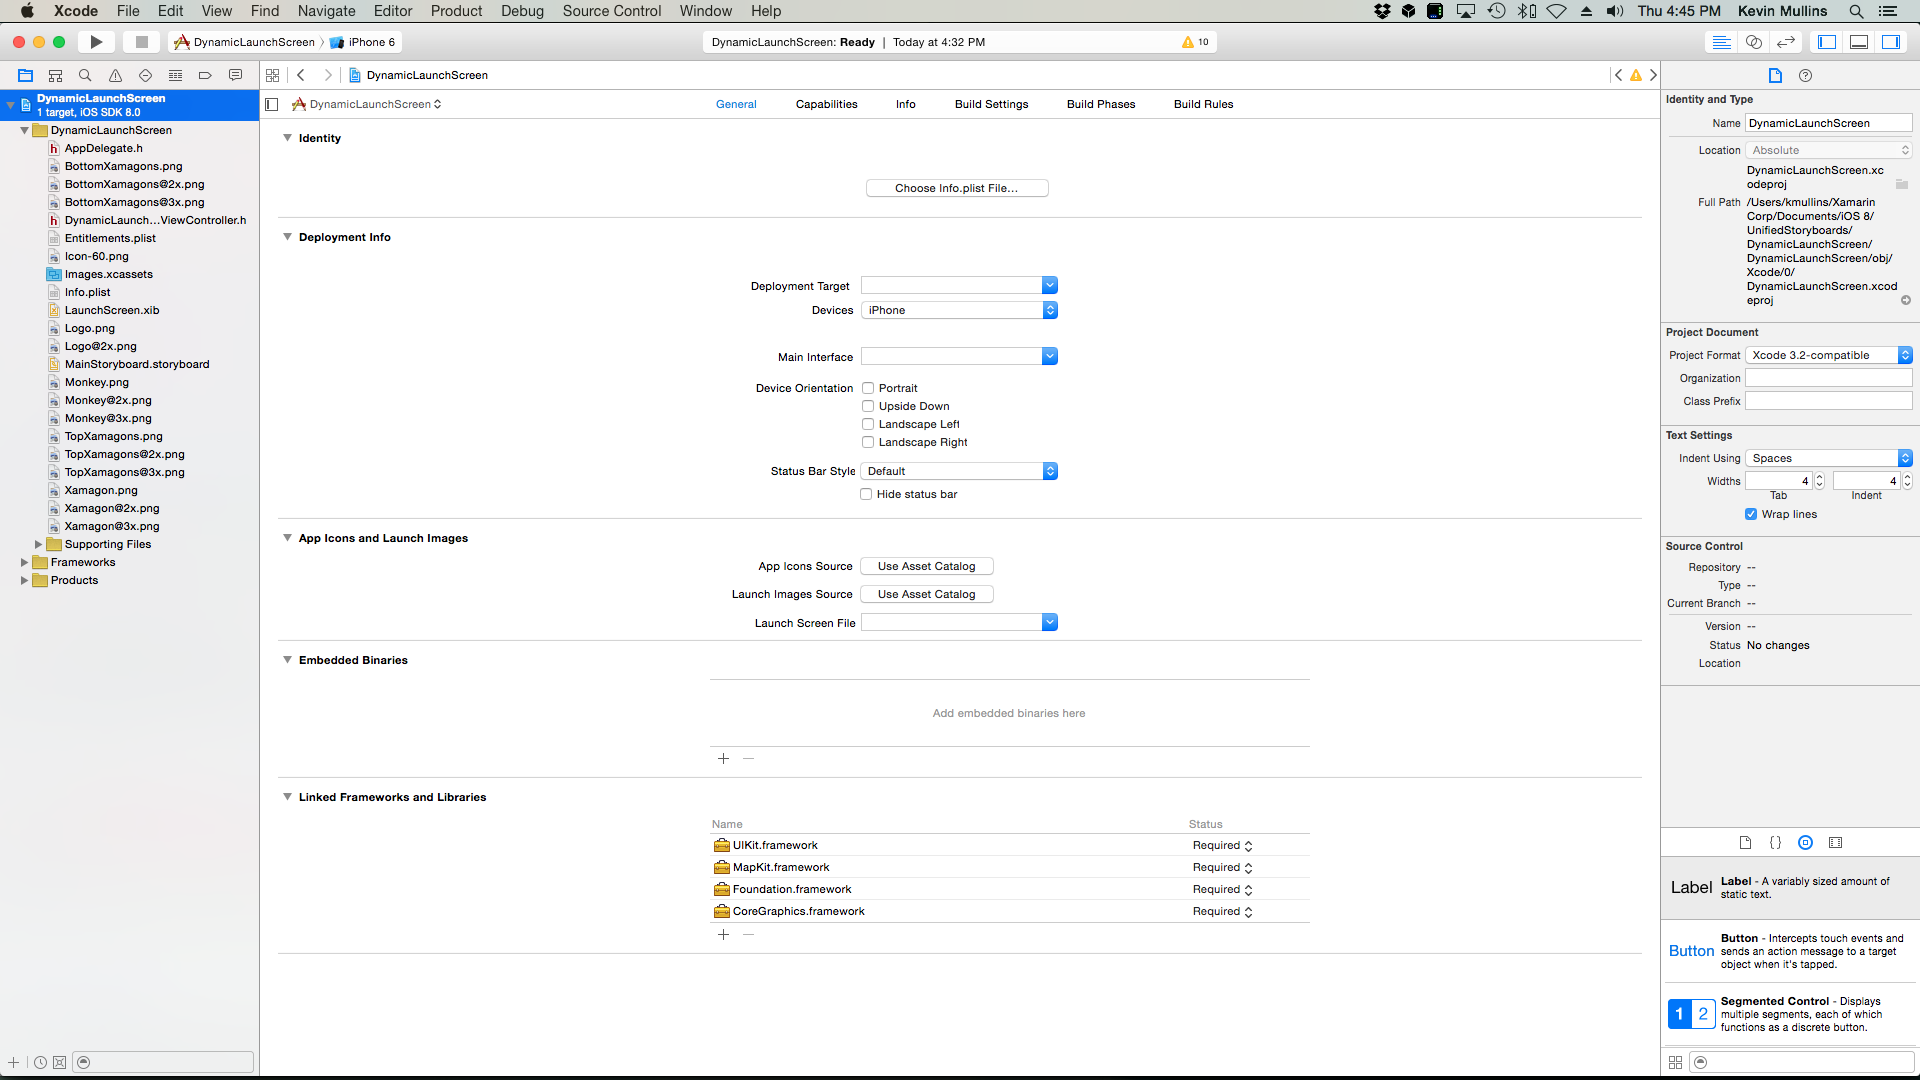 Xcode File Edit View Find Navigate Editor Product Debug Source Control Window Help Thu 4:45 PM Kevin Mullins
DynamicLaunchScreen iPhone 6
DynamicLaunchScreen: Ready | Today at 4:32 PM 10
DynamicLaunchScreen
1 target, iOS SDK 8.0
DynamicLaunchScreen
AppDelegate.h
BottomXamagons.png
BottomXamagons@2x.png
BottomXamagons@3x.png
DynamicLaunch...ViewController.h
Entitlements.plist
Icon-60.png
Images.xcassets
Info.plist
LaunchScreen.xib
Logo.png
Logo@2x.png
MainStoryboard.storyboard
Monkey.png
Monkey@2x.png
Monkey@3x.png
TopXamagons.png
TopXamagons@2x.png
TopXamagons@3x.png
Xamagon.png
Xamagon@2x.png
Xamagon@3x.png
Supporting Files
Frameworks
Products
DynamicLaunchScreen
DynamicLaunchScreen
General Capabilities Info Build Settings Build Phases Build Rules
Identity
Choose Info.plist File...
Deployment Info
Deployment Target
Devices iPhone
Main Interface
Device Orientation Portrait
Upside Down
Landscape Left
Landscape Right
Status Bar Style Default
Hide status bar
App Icons and Launch Images
App Icons Source Use Asset Catalog
Launch Images Source Use Asset Catalog
Launch Screen File
Embedded Binaries
Add embedded binaries here
Linked Frameworks and Libraries
Name Status
UIKit.framework Required
MapKit.framework Required
Foundation.framework Required
CoreGraphics.framework Required
Identity and Type
Name DynamicLaunchScreen
Location Absolute
DynamicLaunchScreen.xc
odeproj
Full Path /Users/kmullins/Xamarin
Corp/Documents/iOS 8/
UnifiedStoryboards/
DynamicLaunchScreen/
DynamicLaunchScreen/obj/
Xcode/0/
DynamicLaunchScreen.xcod
eproj
Project Document
Project Format Xcode 3.2-compatible
Organization
Class Prefix
Text Settings
Indent Using Spaces
Widths 4 4
Tab Indent
Wrap lines
Source Control
Repository --
Type --
Current Branch --
Version --
Status No changes
Location
{}
Label Label - A variably sized amount of
static text.
Button Button - Intercepts touch events and
sends an action message to a target
object when it's tapped.
1 2 Segmented Control - Displays
multiple segments, each of which
functions as a discrete button.